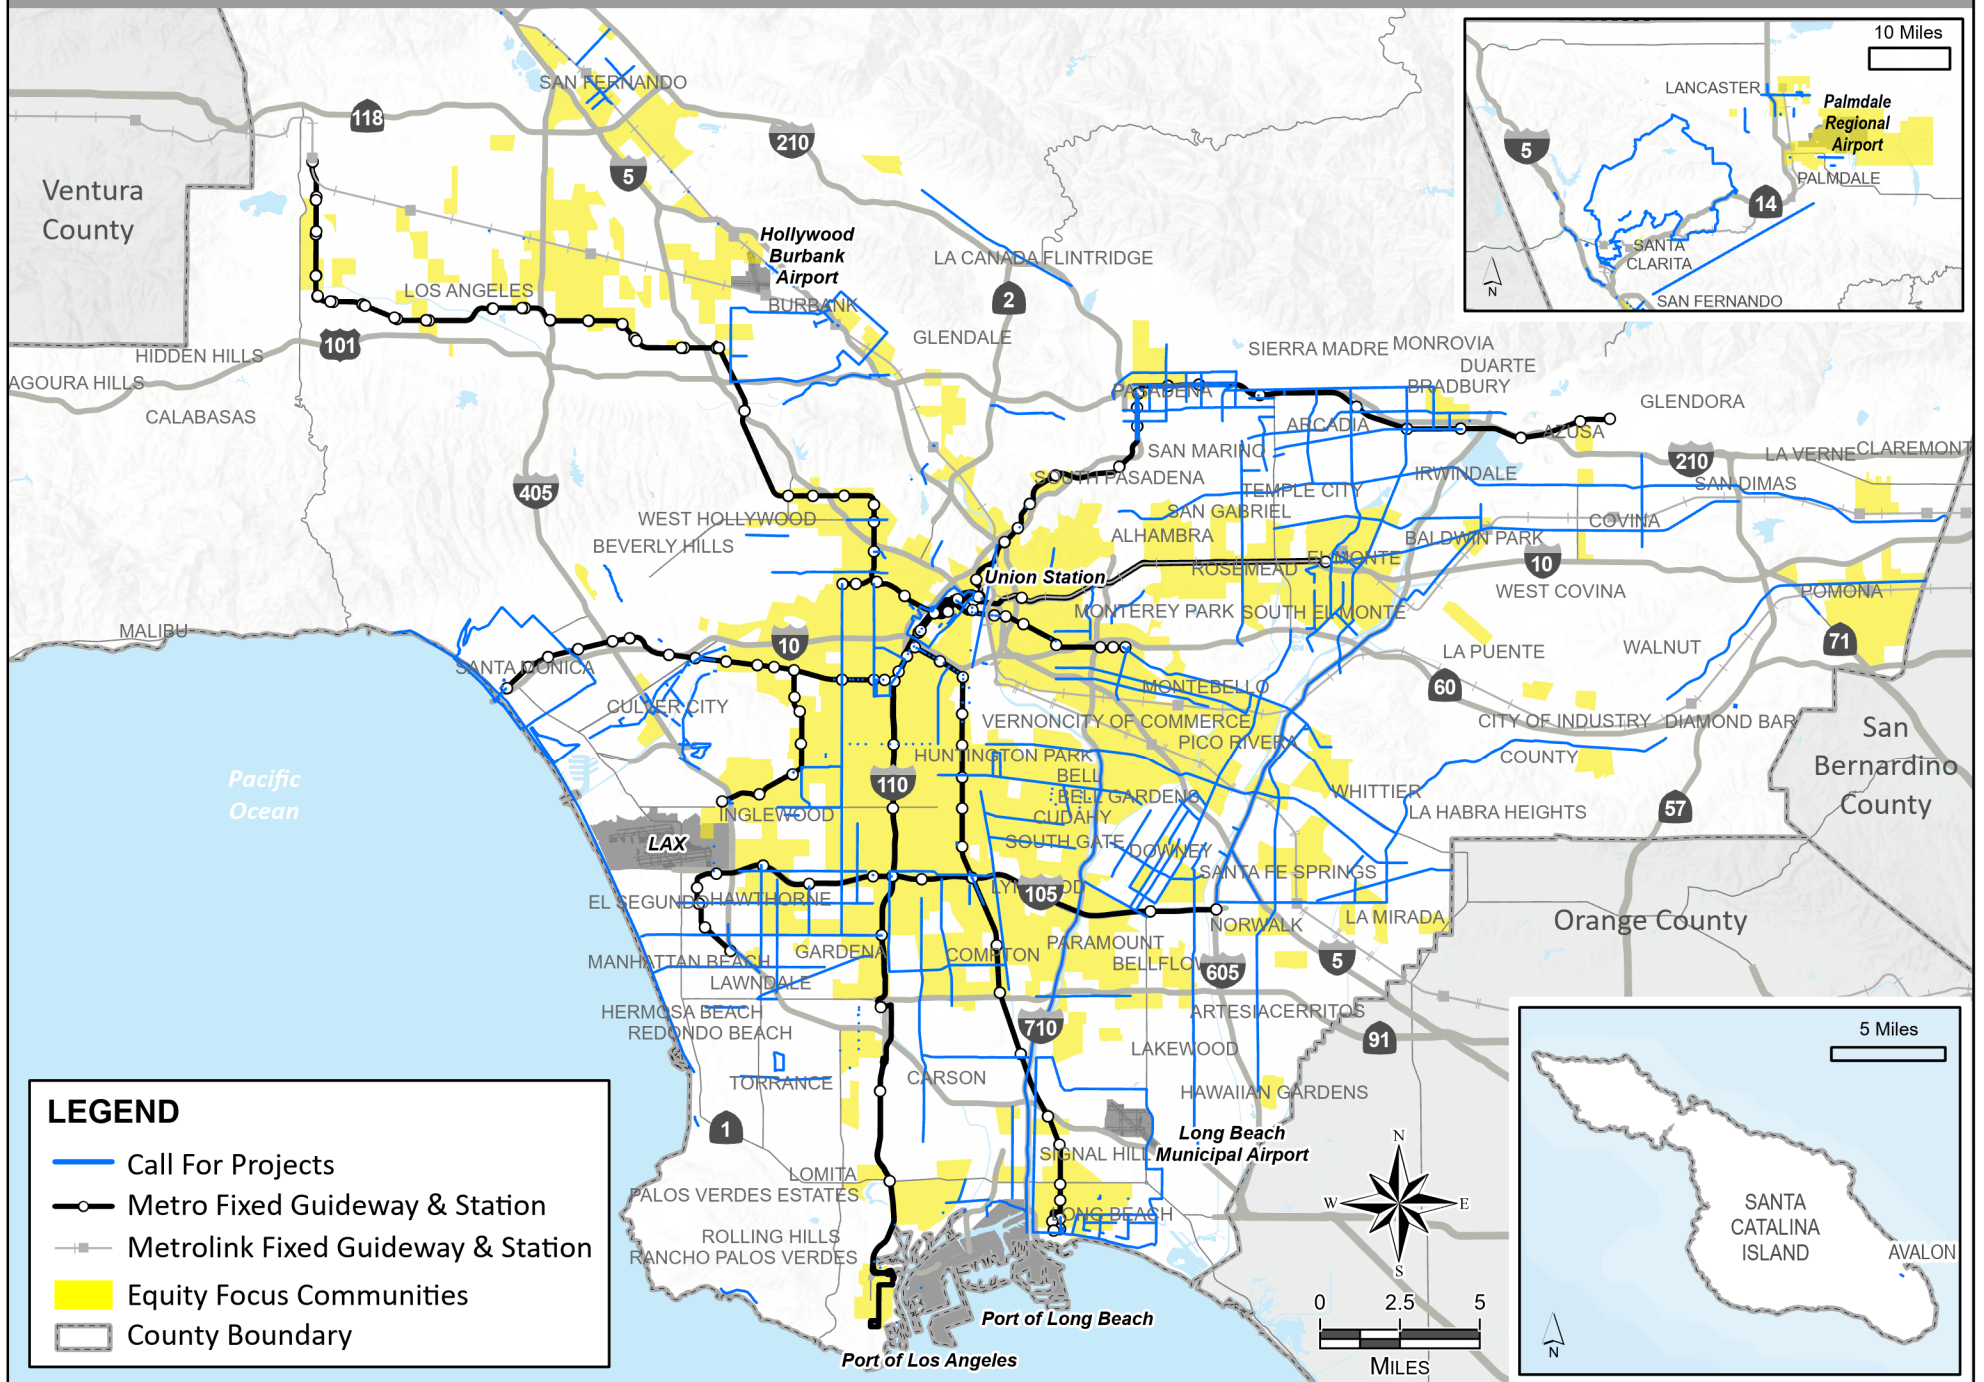 10 Miles
LANCASTER
Palmdale
Regional
Airport
5
PALMDALE
14
SANTA
CLARITA
SAN FERNANDO
N
SAN FERNANDO
118
210
5
Ventura
County
Hollywood
Burbank
Airport
LA CANADA FLINTRIDGE
LOS ANGELES
BURBANK
2
GLENDALE
101
HIDDEN HILLS
AGOURA HILLS
CALABASAS
SIERRA MADRE
MONROVIA
DUARTE
BRADBURY
PASADENA
GLENDORA
ARCADIA
AZUSA
SAN MARINO
210
LA VERNE
CLAREMONT
SOUTH PASADENA
IRWINDALE
405
TEMPLE CITY
SAN DIMAS
SAN GABRIEL
WEST HOLLYWOOD
COVINA
BEVERLY HILLS
ALHAMBRA
BALDWIN PARK
Union Station
ROSEMEAD
EL MONTE
10
WEST COVINA
POMONA
MONTEREY PARK
SOUTH EL MONTE
MALIBU
10
71
SANTA MONICA
LA PUENTE
WALNUT
60
MONTEBELLO
CULVER CITY
VERNON
CITY OF COMMERCE
CITY OF INDUSTRY
DIAMOND BAR
PICO RIVERA
HUNTINGTON PARK
COUNTY
San
Bernardino
County
Pacific
Ocean
110
BELL
BELL GARDENS
WHITTIER
57
INGLEWOOD
CUDAHY
LA HABRA HEIGHTS
LAX
SOUTH GATE
DOWNEY
SANTA FE SPRINGS
LYNWOOD
105
EL SEGUNDO
HAWTHORNE
LA MIRADA
NORWALK
Orange County
GARDENA
COMPTON
PARAMOUNT
MANHATTAN BEACH
BELLFLOW
605
5
LAWNDALE
HERMOSA BEACH
ARTESIA
CERRITOS
REDONDO BEACH
710
91
LAKEWOOD
TORRANCE
CARSON
HAWAIIAN GARDENS
1
Long Beach
Municipal Airport
SIGNAL HILL
LOMITA
PALOS VERDES ESTATES
LONG BEACH
ROLLING HILLS
RANCHO PALOS VERDES
Port of Long Beach
Port of Los Angeles
LEGEND
Call For Projects
Metro Fixed Guideway & Station
Metrolink Fixed Guideway & Station
Equity Focus Communities
County Boundary
N
W E
S
0 2.5 5
MILES
5 Miles
SANTA
CATALINA
ISLAND
AVALON
N